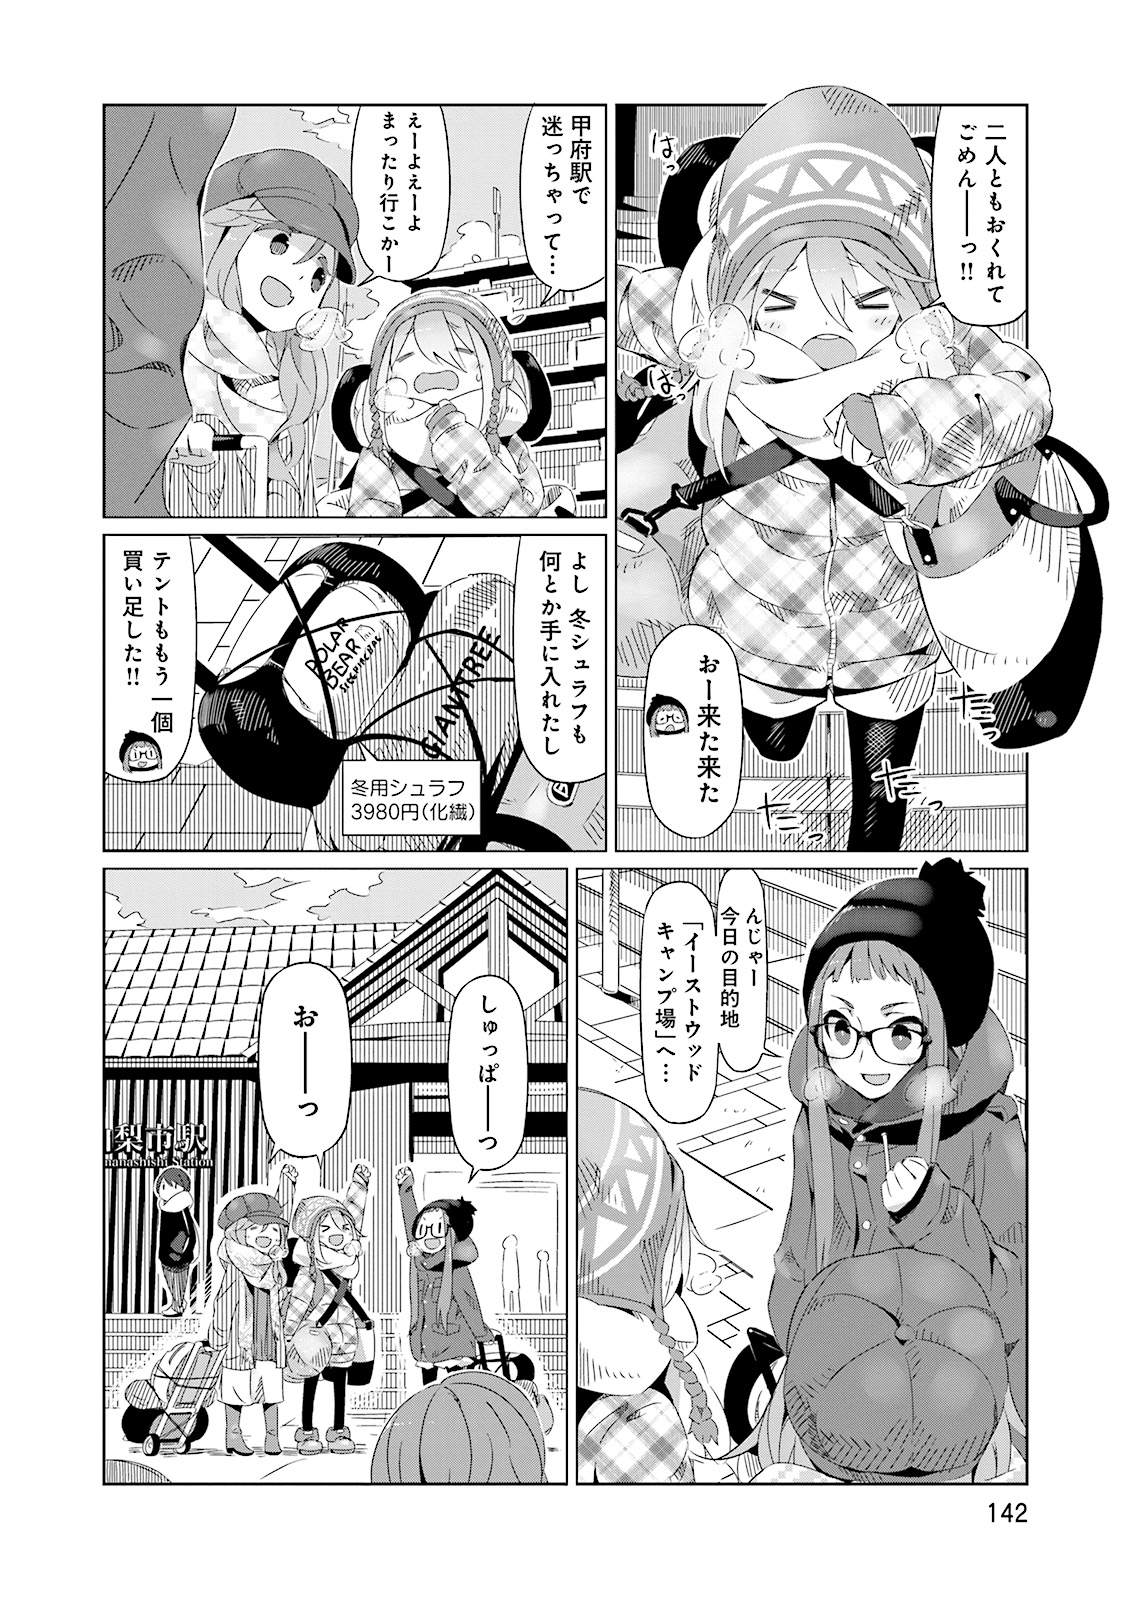 二人ともおくれて
ごめん━━っ!!
はっ
はっ
おー来た来た
たっ
たっ
甲府駅で
迷っちゃって…
えーよえーよ
まったり行こかー
よし 冬シュラフも
何とか手に入れたし
POLAR
BEAR
GIANTTREE
冬用シュラフ
3980円(化繊)
テントももう一個
買い足した!!
んじゃー
今日の目的地
「イーストウッド
キャンプ場」へ…
しゅっぱ━━っ
お━━っ
梨市駅
manashishi Station
142